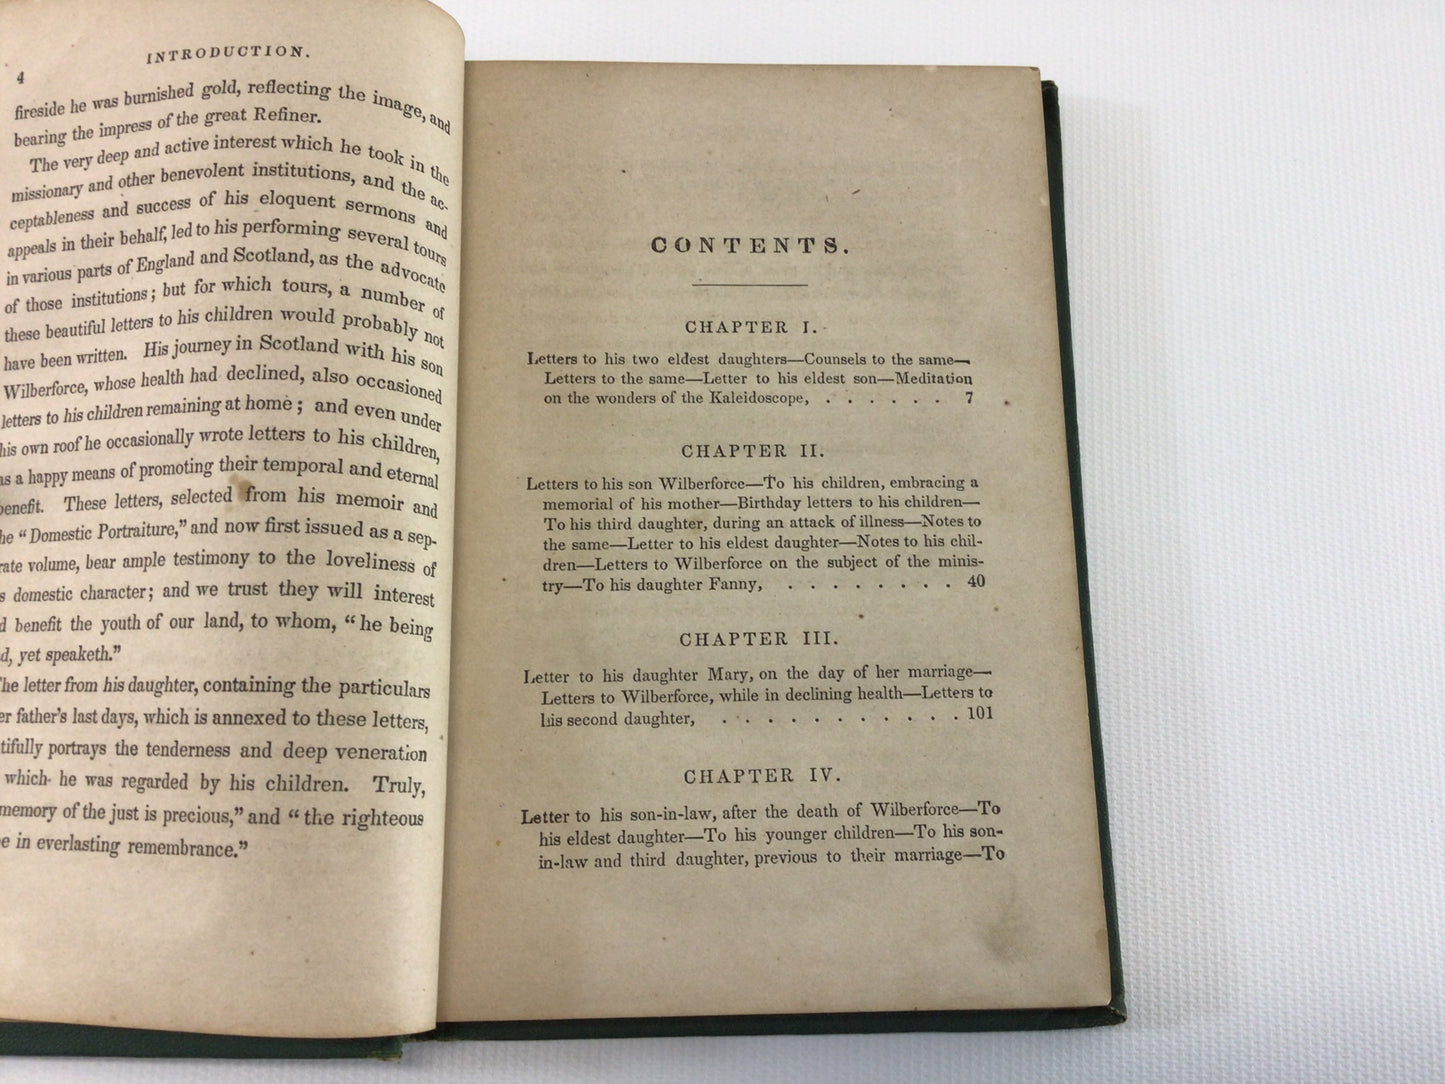 4
INTRODUCTION.
fireside he was burnished gold, reflecting the image, and
bearing the impress of the great Refiner.
The very deep and active interest which he took in the
missionary and other benevolent institutions, and the ac-
ceptableness and success of his eloquent sermons and
appeals in their behalf, led to his performing several tours
in various parts of England and Scotland, as the advocate
of those institutions; but for which tours, a number of
these beautiful letters to his children would probably not
have been written. His journey in Scotland with his son
Wilberforce, whose health had declined, also occasioned
letters to his children remaining at home; and even under
his own roof he occasionally wrote letters to his children,
as a happy means of promoting their temporal and eternal
benefit. These letters, selected from his memoir and
he "Domestic Portraiture," and now first issued as a sep-
rate volume, bear ample testimony to the loveliness of
s domestic character; and we trust they will interest
d benefit the youth of our land, to whom, "he being
d, yet speaketh."
The letter from his daughter, containing the particulars
er father's last days, which is annexed to these letters,
tifully portrays the tenderness and deep veneration
which he was regarded by his children. Truly,
memory of the just is precious," and "the righteous
e in everlasting remembrance."
CONTENTS.
CHAPTER I.
Letters to his two eldest daughters—Counsels to the same—
Letters to the same—Letter to his eldest son—Meditation
on the wonders of the Kaleidoscope, . . . . . . 7
CHAPTER II.
Letters to his son Wilberforce—To his children, embracing a
memorial of his mother—Birthday letters to his children—
To his third daughter, during an attack of illness—Notes to
the same—Letter to his eldest daughter—Notes to his chil-
dren—Letters to Wilberforce on the subject of the minis-
try—To his daughter Fanny, . . . . . . . . 40
CHAPTER III.
Letter to his daughter Mary, on the day of her marriage—
Letters to Wilberforce, while in declining health—Letters to
his second daughter, . . . . . . . . . . . 101
CHAPTER IV.
Letter to his son-in-law, after the death of Wilberforce—To
his eldest daughter—To his younger children—To his son-
in-law and third daughter, previous to their marriage—To